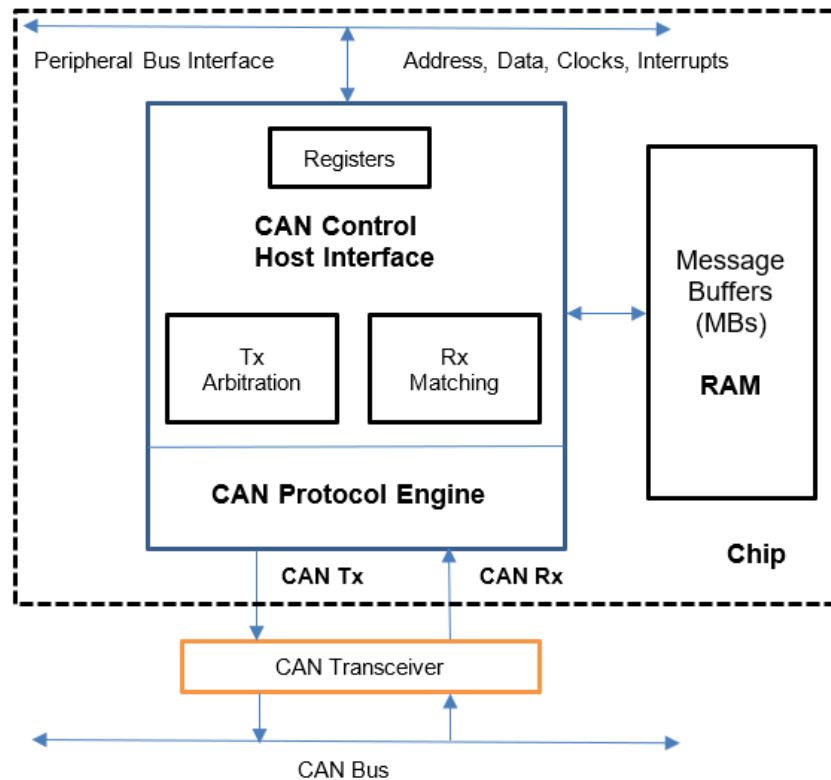 Peripheral Bus Interface
Address, Data, Clocks, Interrupts
Registers
CAN Control
Host Interface
Tx
Arbitration
Rx
Matching
Message
Buffers
(MBs)
RAM
CAN Protocol Engine
Chip
CAN Tx
CAN Rx
CAN Transceiver
CAN Bus